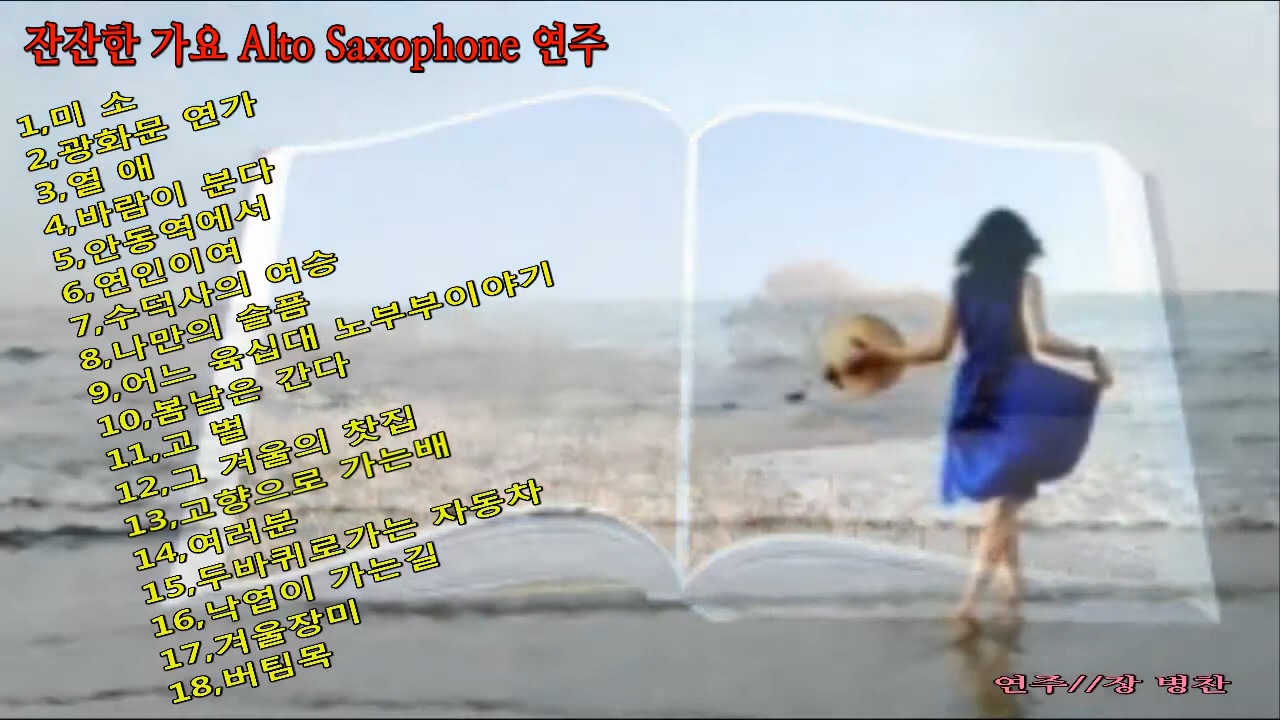 잔잔한 가요 Alto Saxophone 연주
1,미 소
2,광화문 연가
3,열 애
4,바람이 분다
5,안동역에서
6,연인이여
7,수덕사의 여승
8,나만의 슬픔
9,어느 육십대 노부부이야기
10,봄날은 간다
11,고 별
12,그 겨울의 찻집
13,고향으로 가는배
14,여러분
15,두바퀴로가는 자동차
16,낙엽이 가는길
17,겨울장미
18,버팀목
연주//장 병찬